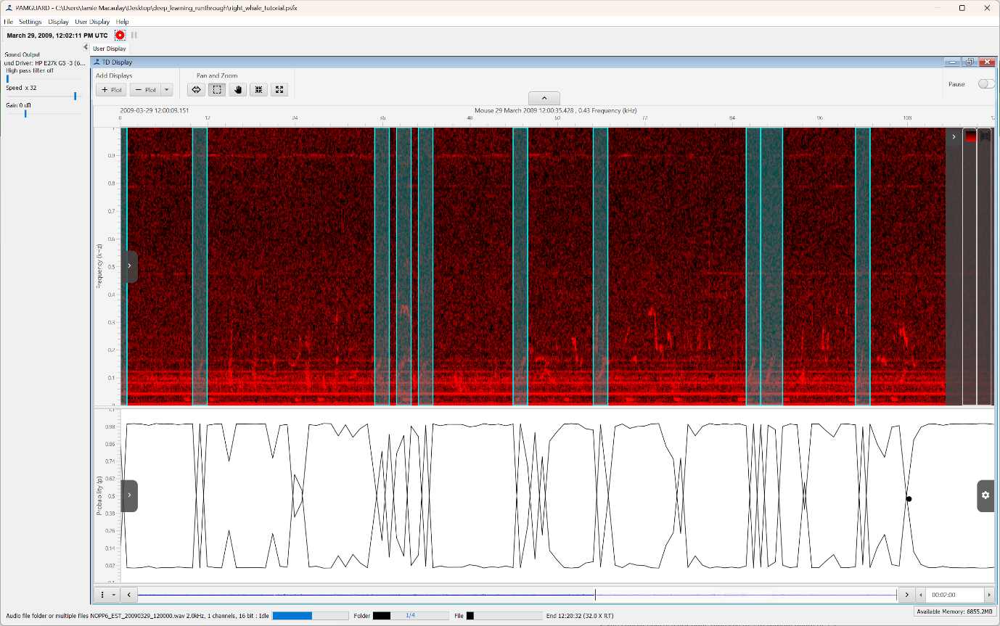 PAMGUARD - C:\Users\Jamie Macaulay\Desktop\deep_learning_runthrough\right_whale_tutorial.psfx
File Settings Display User Display Help
March 29, 2009, 12:02:11 PM UTC
User Display
Sound Output
und Driver: HP E27k G5 -3 (6...
High pass filter off
Speed x 32
Gain 0 dB
TD Display
Add Displays
Pan and Zoom
Plot
Plot
Pause
2009-03-29 12:00:09.151
Mouse 29 March 2009 12:00:35.428 , 0.43 Frequency (kHz)
0 12 24 36 48 60 72 84 96 108 12
1
0.9
0.8
0.7
0.6
0.5
0.4
0.3
0.2
0.1
0
Frequency (kHz)
1.1
0.98
0.86
0.74
0.62
0.5
0.38
0.26
0.14
0.02
-0.1
Probability (p)
00:02:00
Audio file folder or multiple files NOPP6_EST_20090329_120000.wav 2.0kHz, 1 channels, 16 bit : Idle
Folder
1/4
File
End 12:20:32 (32.0 X RT)
Available Memory: 6855.2MB